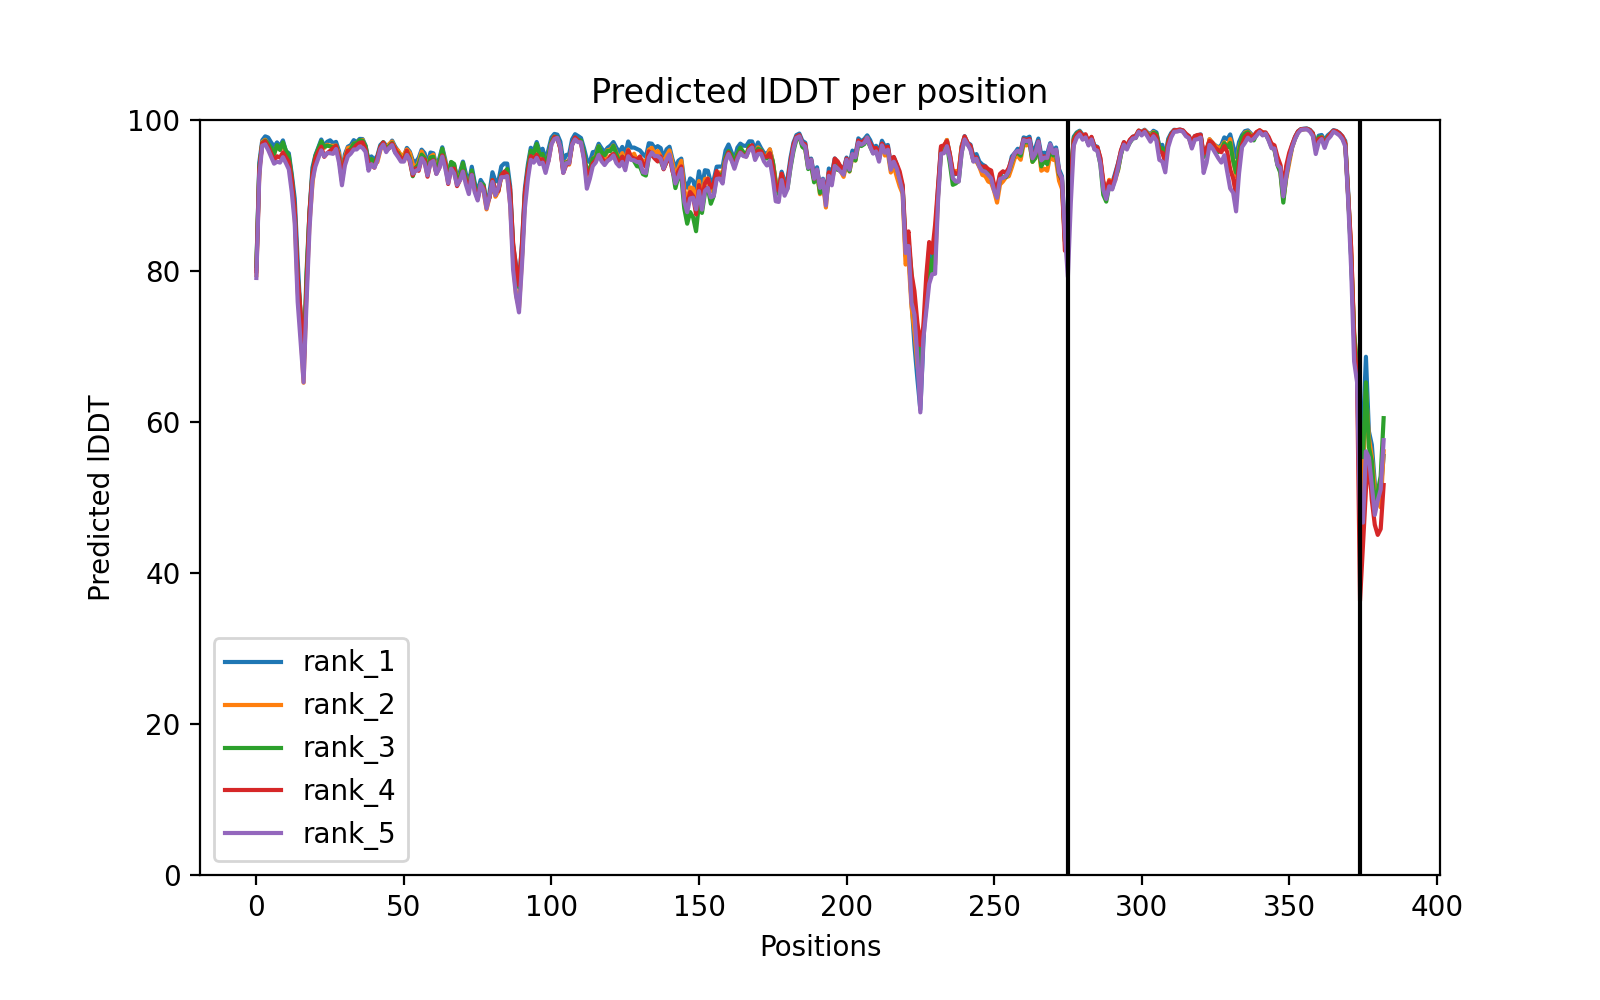 Predicted lDDT per position
100
80
60
40
20
0
Predicted lDDT
rank_1
rank_2
rank_3
rank_4
rank_5
0 50 100 150 200 250 300 350 400
Positions